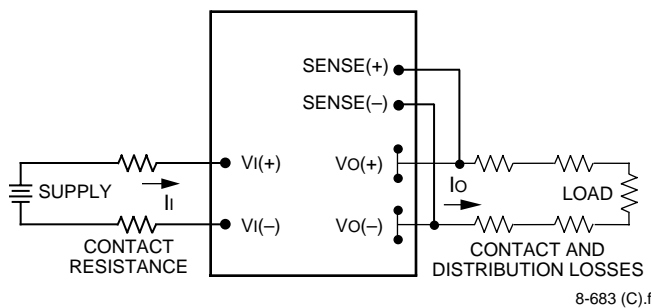 SENSE(+)
SENSE(–)
VI(+)
VO(+)
SUPPLY
II
IO
LOAD
VI(–)
VO(–)
CONTACT
RESISTANCE
CONTACT AND
DISTRIBUTION LOSSES
8-683 (C).f